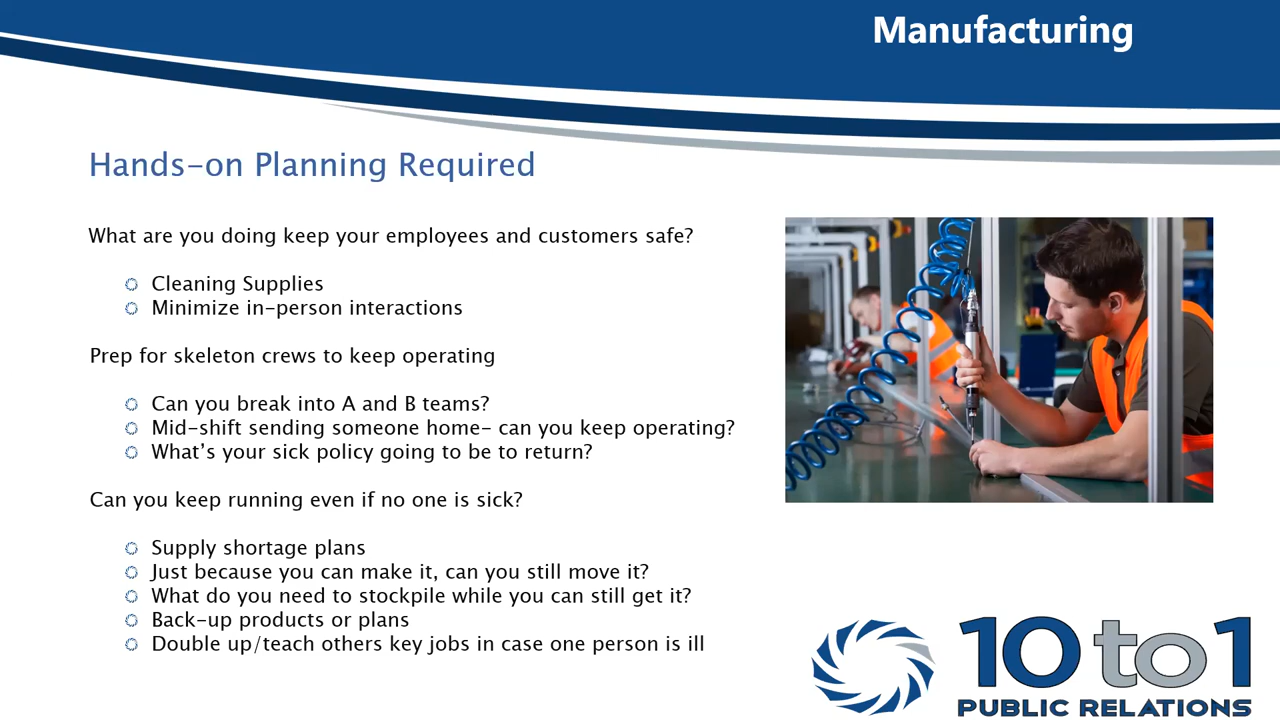 Manufacturing
Hands-on Planning Required
What are you doing keep your employees and customers safe?
Cleaning Supplies
Minimize in-person interactions
Prep for skeleton crews to keep operating
Can you break into A and B teams?
Mid-shift sending someone home- can you keep operating?
What's your sick policy going to be to return?
Can you keep running even if no one is sick?
Supply shortage plans
Just because you can make it, can you still move it?
What do you need to stockpile while you can still get it?
Back-up products or plans
Double up/teach others key jobs in case one person is ill
10to1
PUBLIC RELATIONS